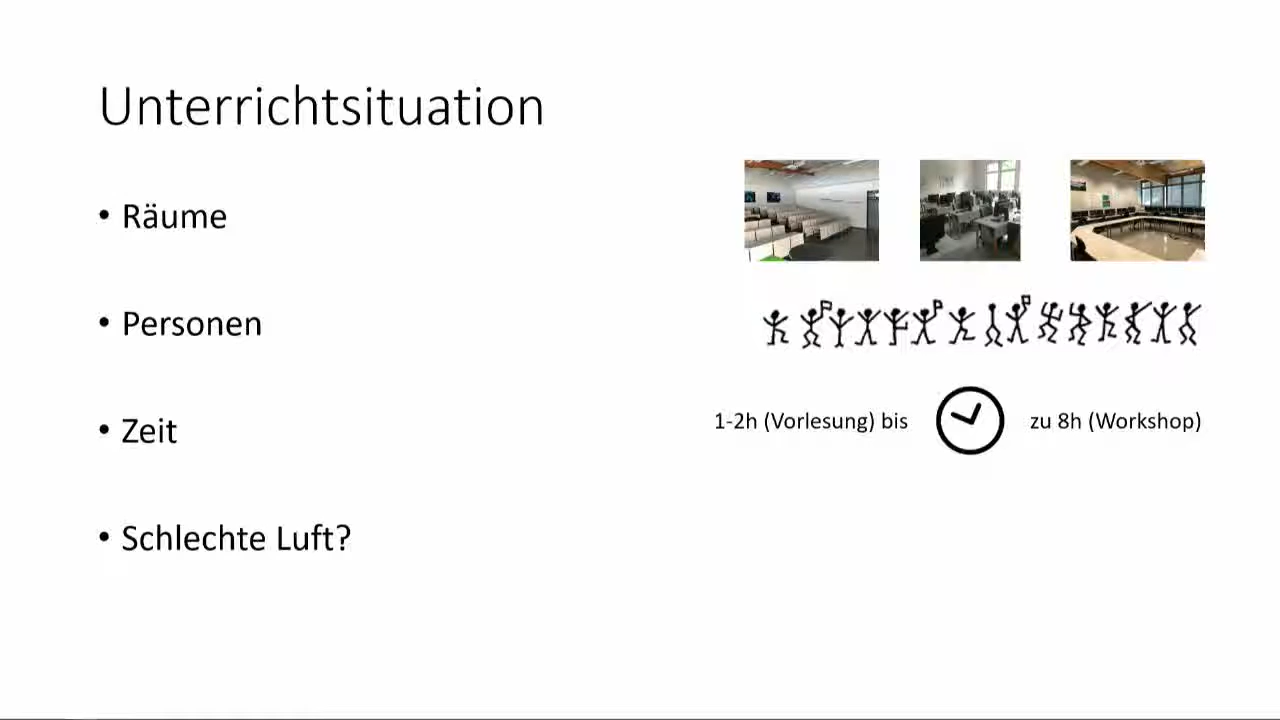 Unterrichtsituation
• Räume
• Personen
• Zeit
1-2h (Vorlesung) bis zu 8h (Workshop)
• Schlechte Luft?